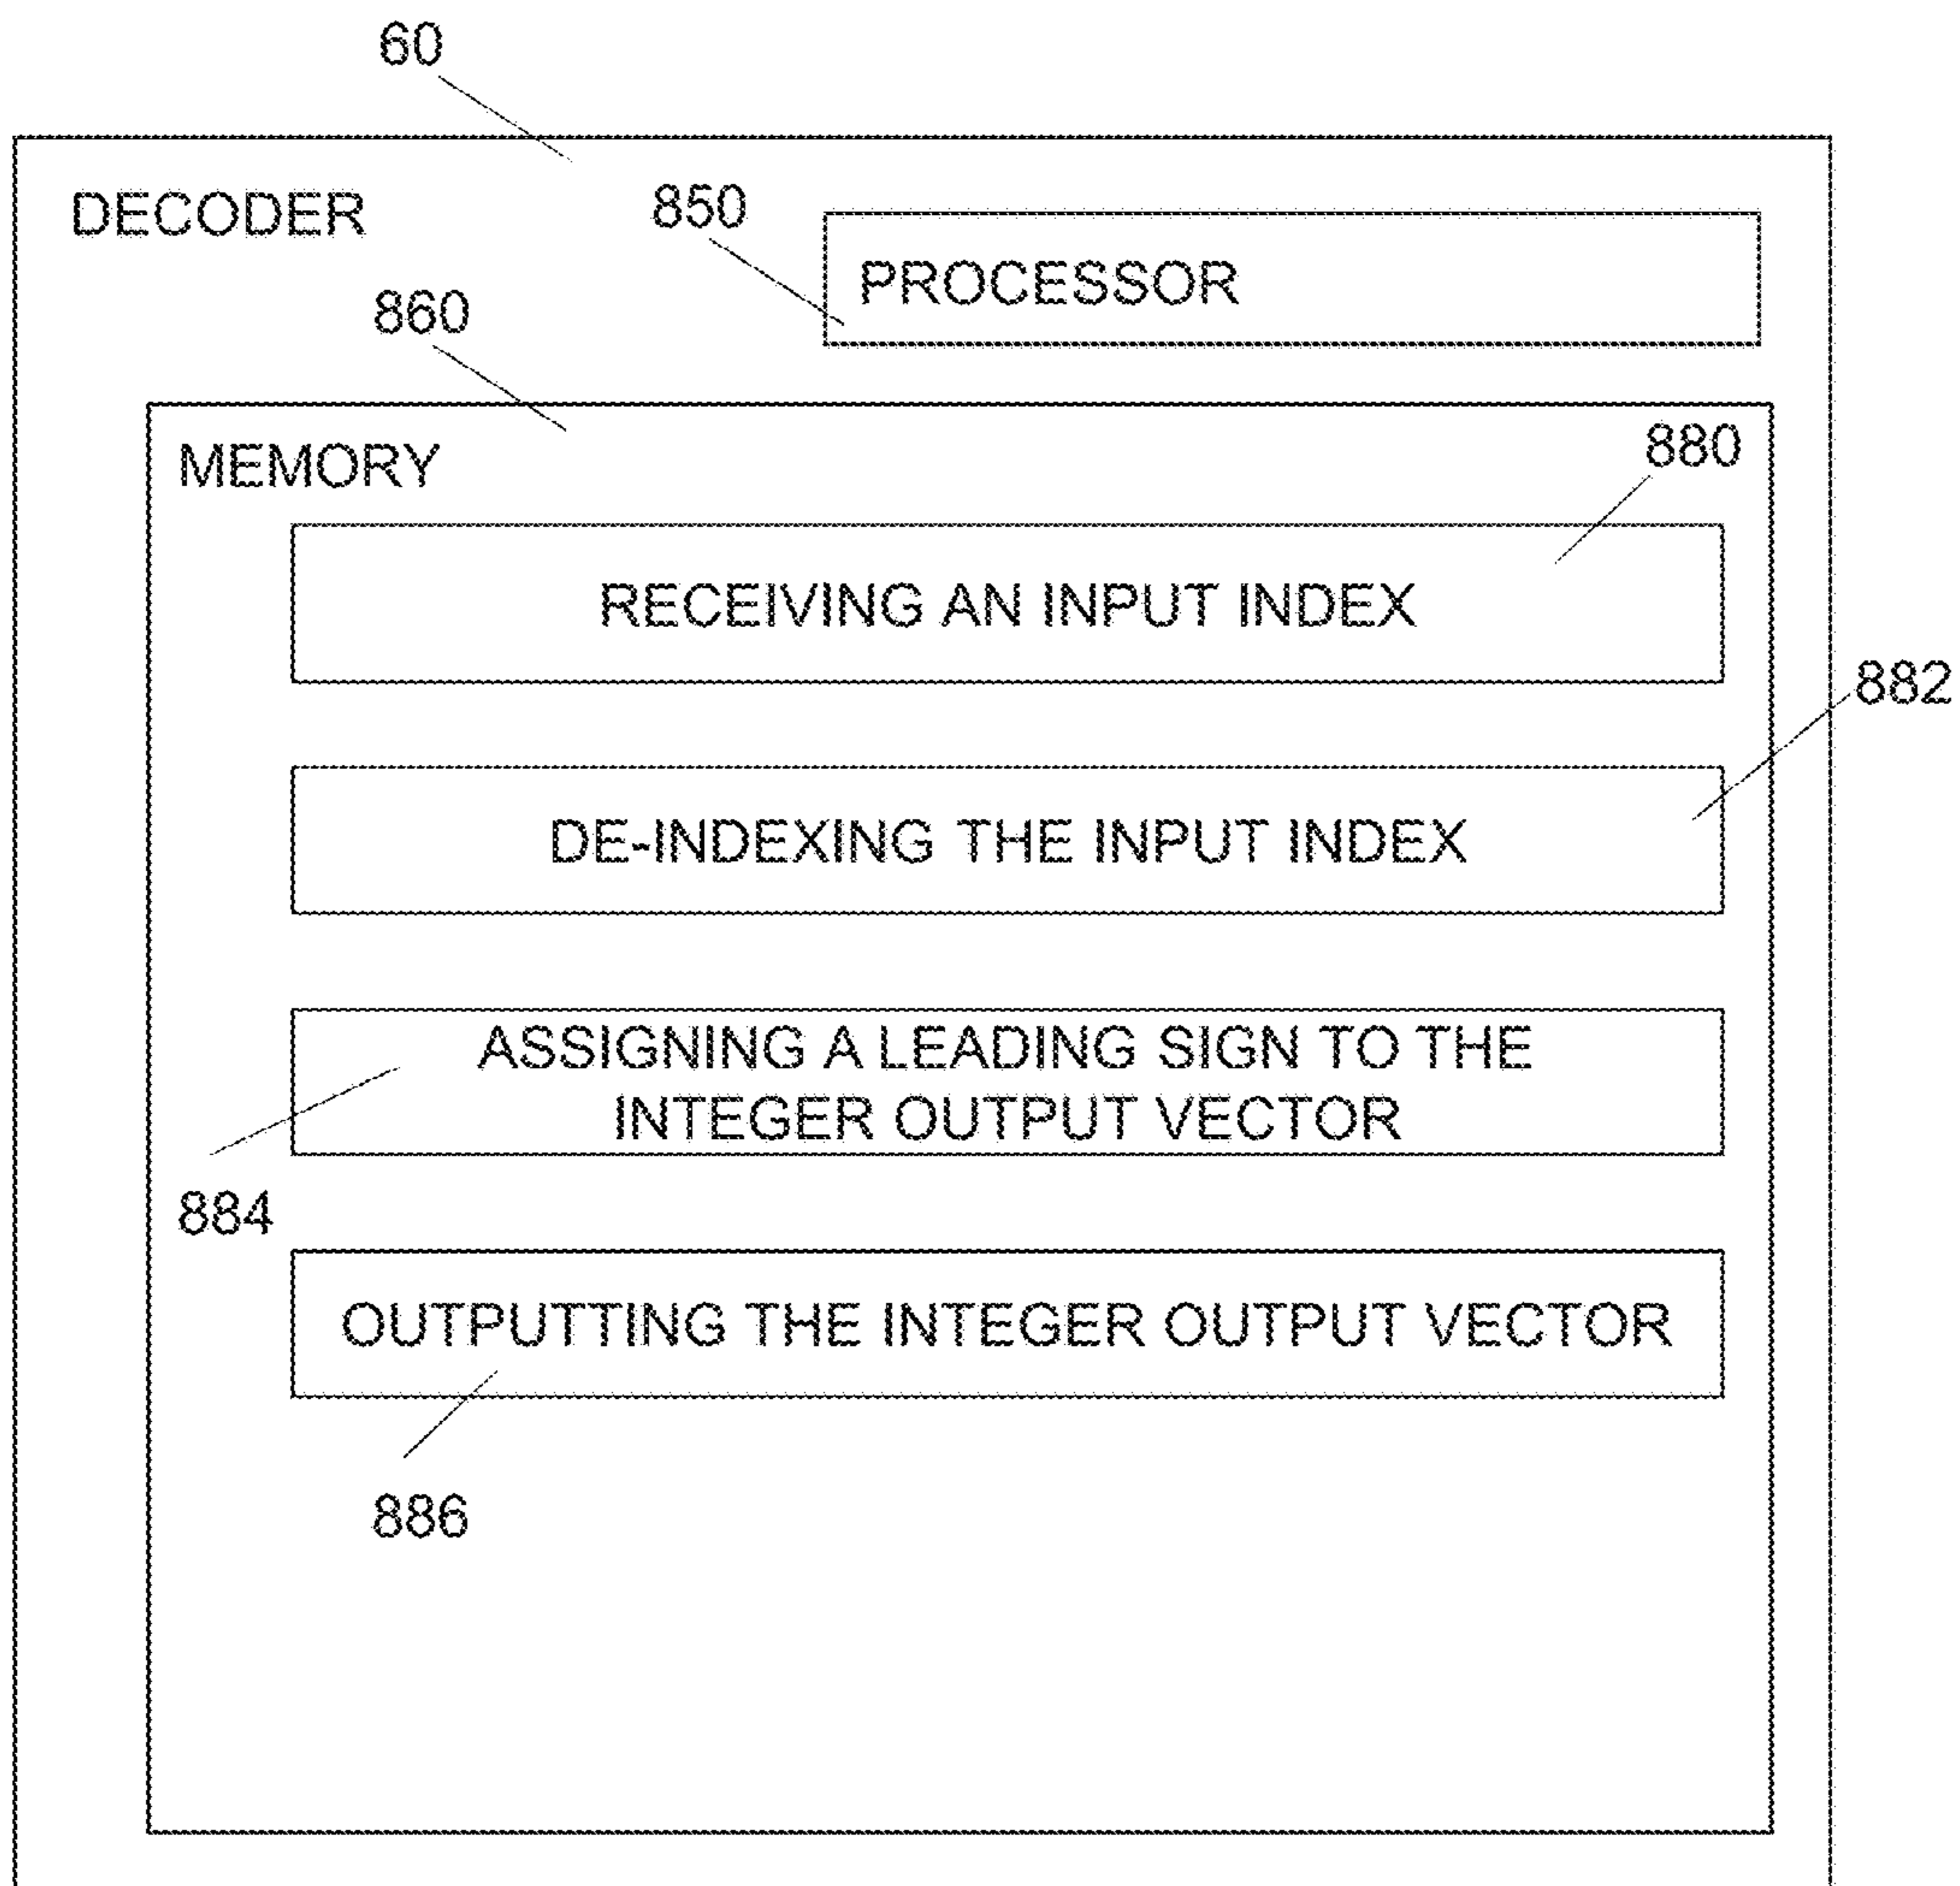 60
DECODER
850
PROCESSOR
860
MEMORY
880
RECEIVING AN INPUT INDEX
882
DE-INDEXING THE INPUT INDEX
ASSIGNING A LEADING SIGN TO THE
INTEGER OUTPUT VECTOR
884
OUTPUTTING THE INTEGER OUTPUT VECTOR
886